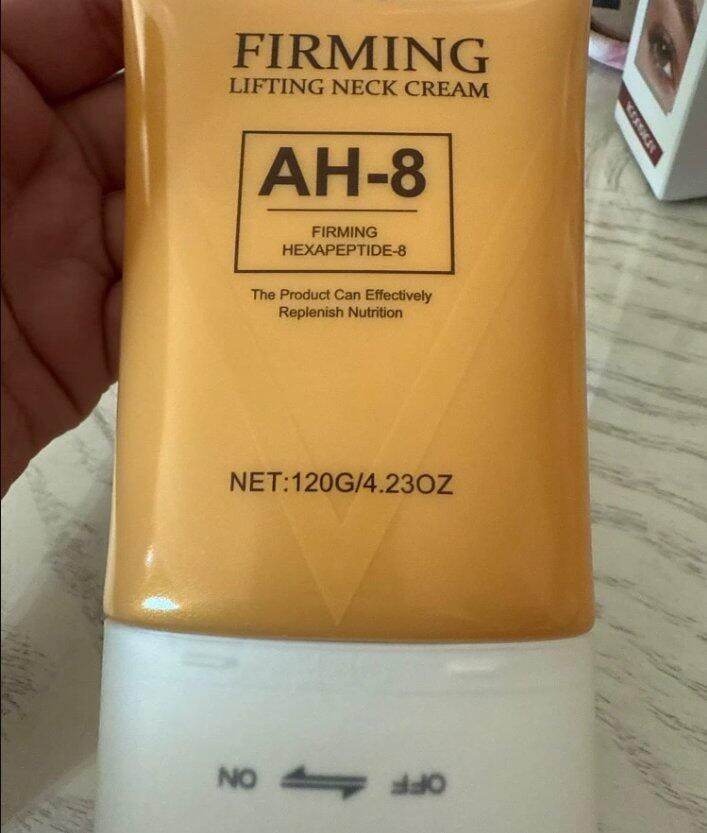 FIRMING
LIFTING NECK CREAM
AH-8
FIRMING
HEXAPEPTIDE-8
The Product Can Effectively
Replenish Nutrition
NET:120G/4.23OZ
OFF ON